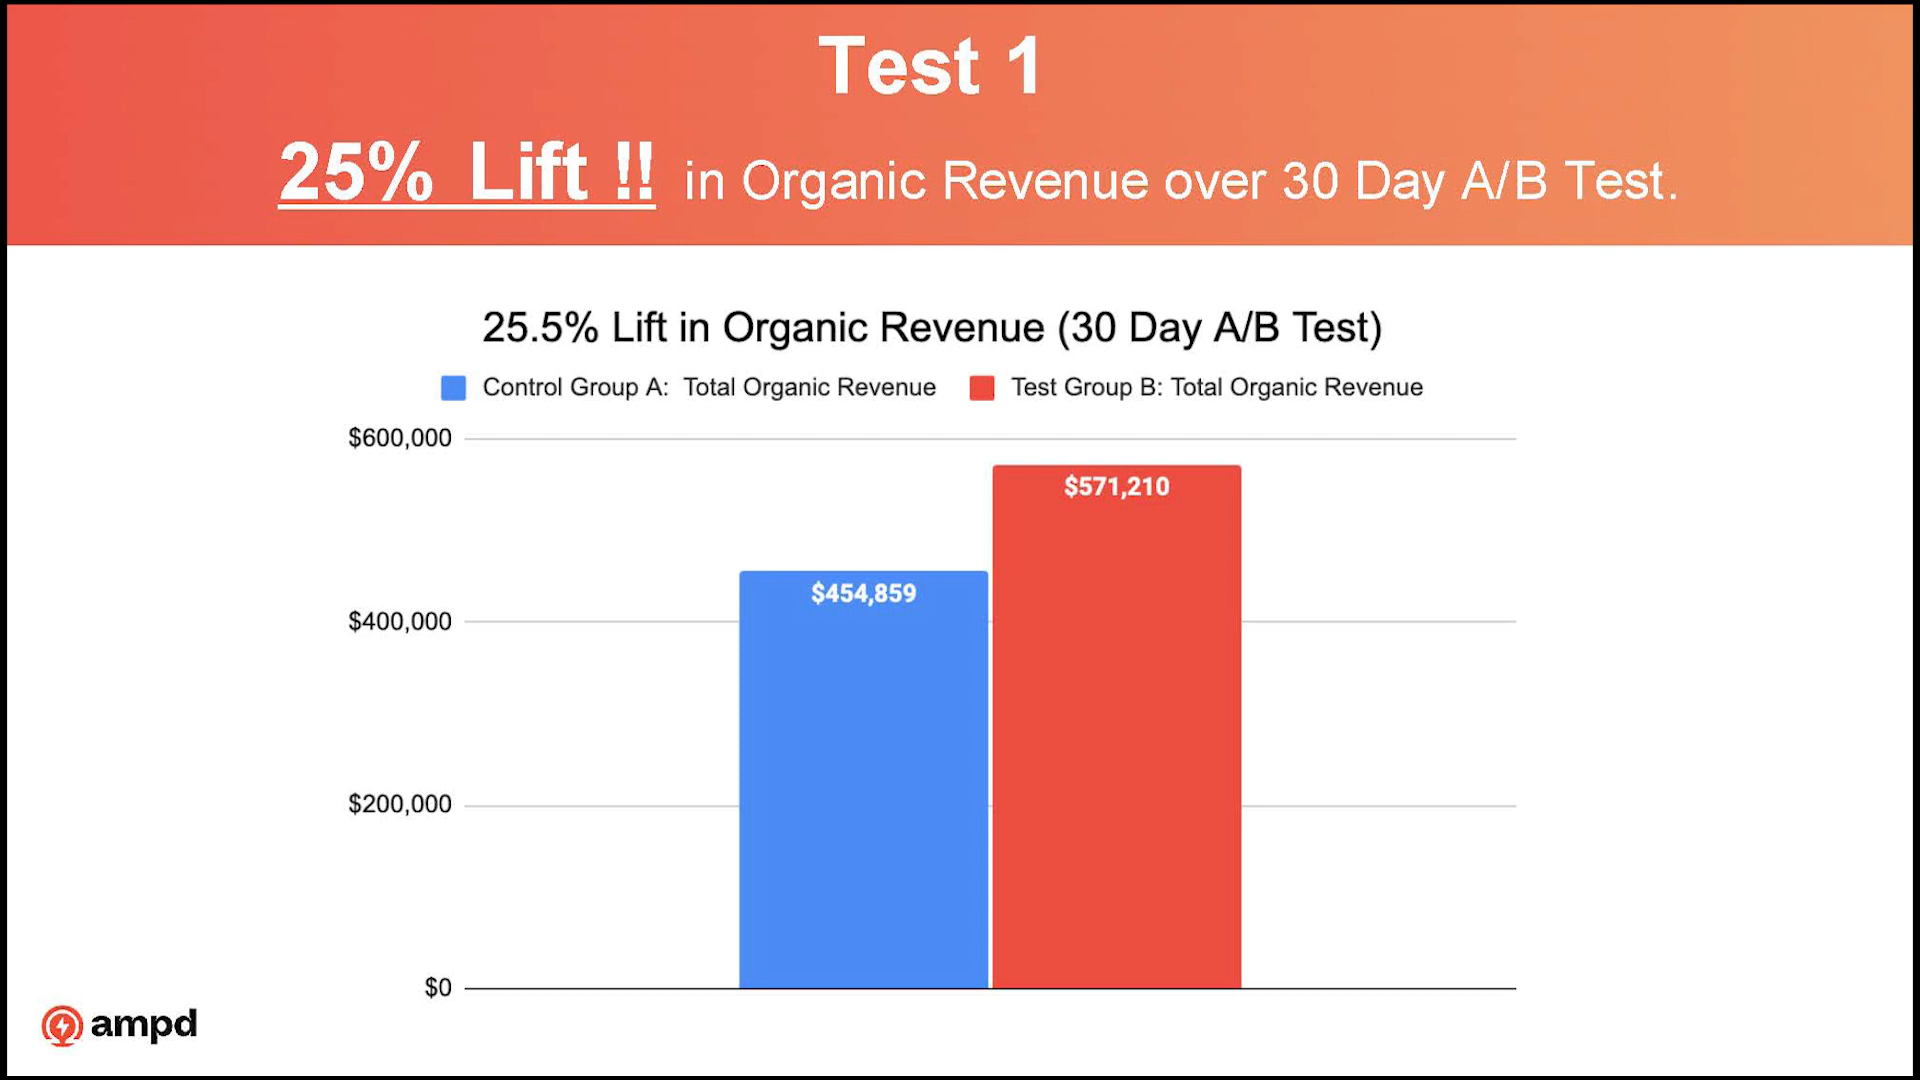 Test 1
25% Lift !! in Organic Revenue over 30 Day A/B Test.
25.5% Lift in Organic Revenue (30 Day A/B Test)
Control Group A: Total Organic Revenue
Test Group B: Total Organic Revenue
$600,000
$571,210
$454,859
$400,000
$200,000
$0
ampd